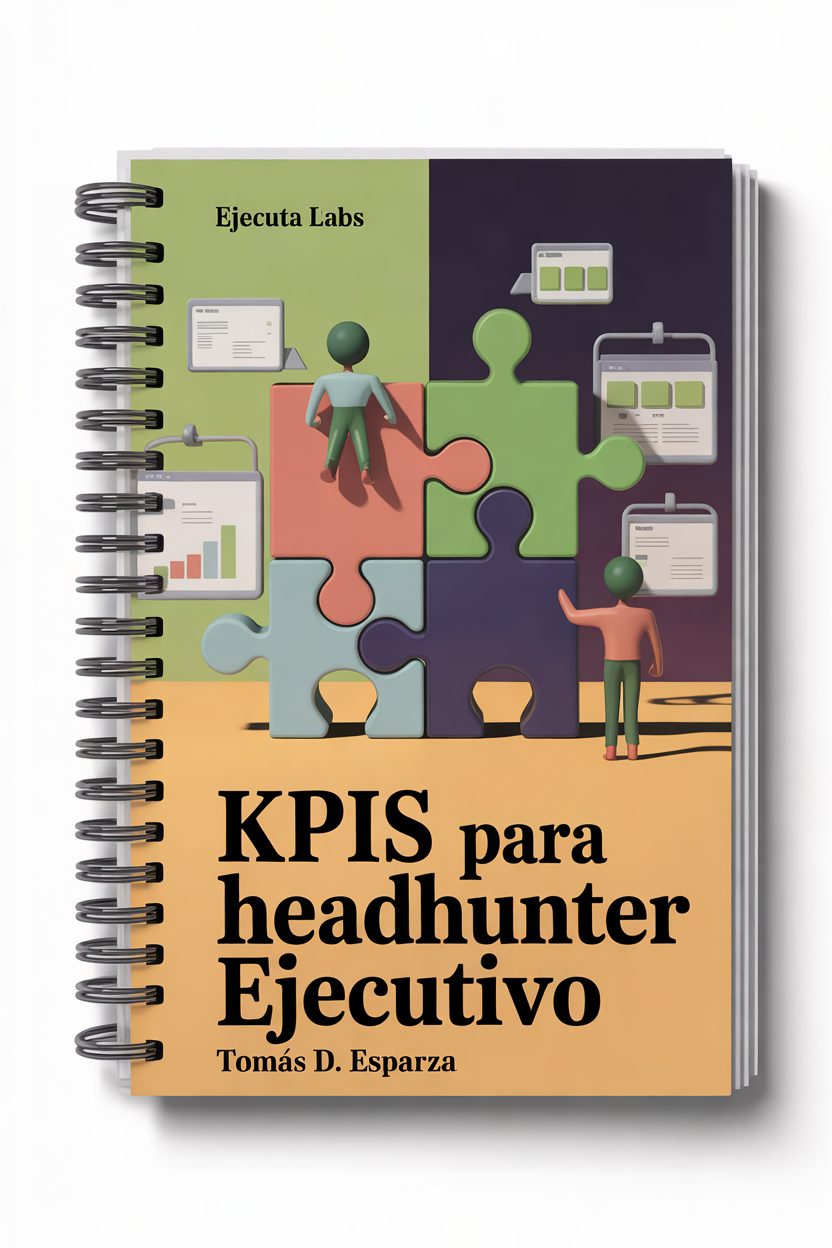 Ejecuta Labs
KPIS para
headhunter
Ejecutivo
Tomás D. Esparza